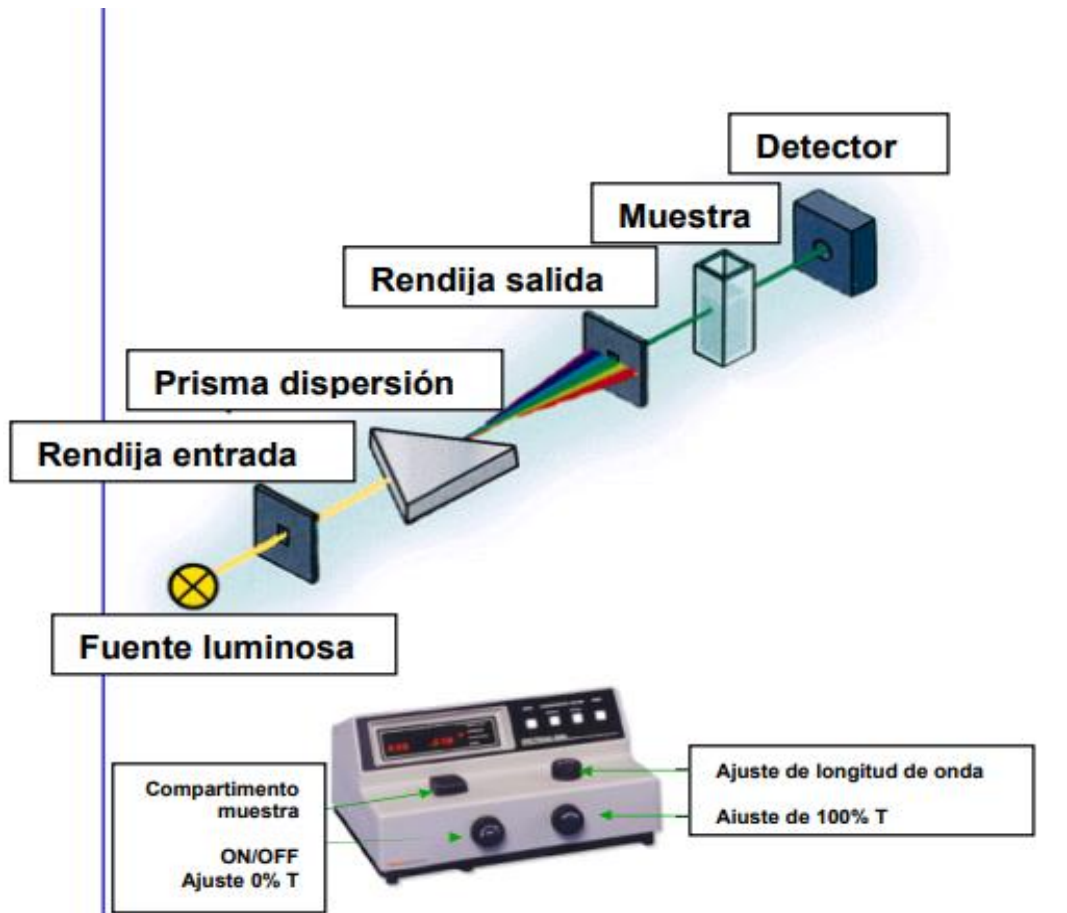 Detector
Muestra
Rendija salida
Prisma dispersión
Rendija entrada
Fuente luminosa
Compartimento
muestra
ON/OFF
Ajuste 0% T
Ajuste de longitud de onda
Aiuste de 100% T